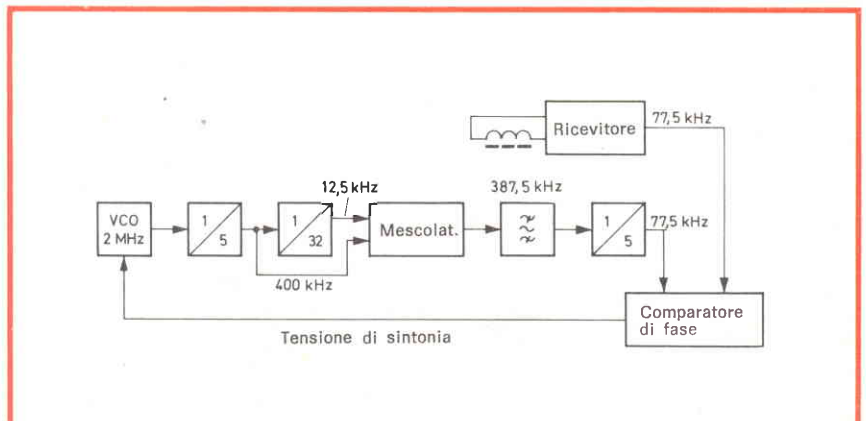 Ricevitore
77,5 kHz
VCO
2 MHz
1
5
1
32
12,5 kHz
400 kHz
Mescolat.
387,5 kHz
1
5
77,5 kHz
Comparatore
di fase
Tensione di sintonia